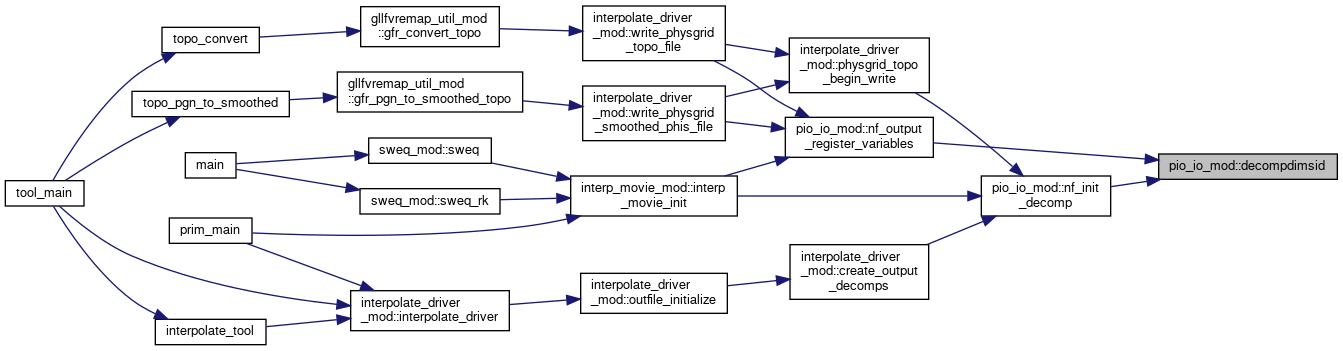 tool_main
topo_convert
topo_pgn_to_smoothed
main
prim_main
interpolate_tool
gllfvremap_util_mod
::gfr_convert_topo
gllfvremap_util_mod
::gfr_pgn_to_smoothed_topo
sweq_mod::sweq
sweq_mod::sweq_rk
interpolate_driver
_mod::interpolate_driver
interpolate_driver
_mod::write_physgrid
_topo_file
interpolate_driver
_mod::write_physgrid
_smoothed_phis_file
interp_movie_mod::interp
_movie_init
interpolate_driver
_mod::outfile_initialize
interpolate_driver
_mod::physgrid_topo
_begin_write
pio_io_mod::nf_output
_register_variables
interpolate_driver
_mod::create_output
_decomps
pio_io_mod::nf_init
_decomp
pio_io_mod::decompdimsid